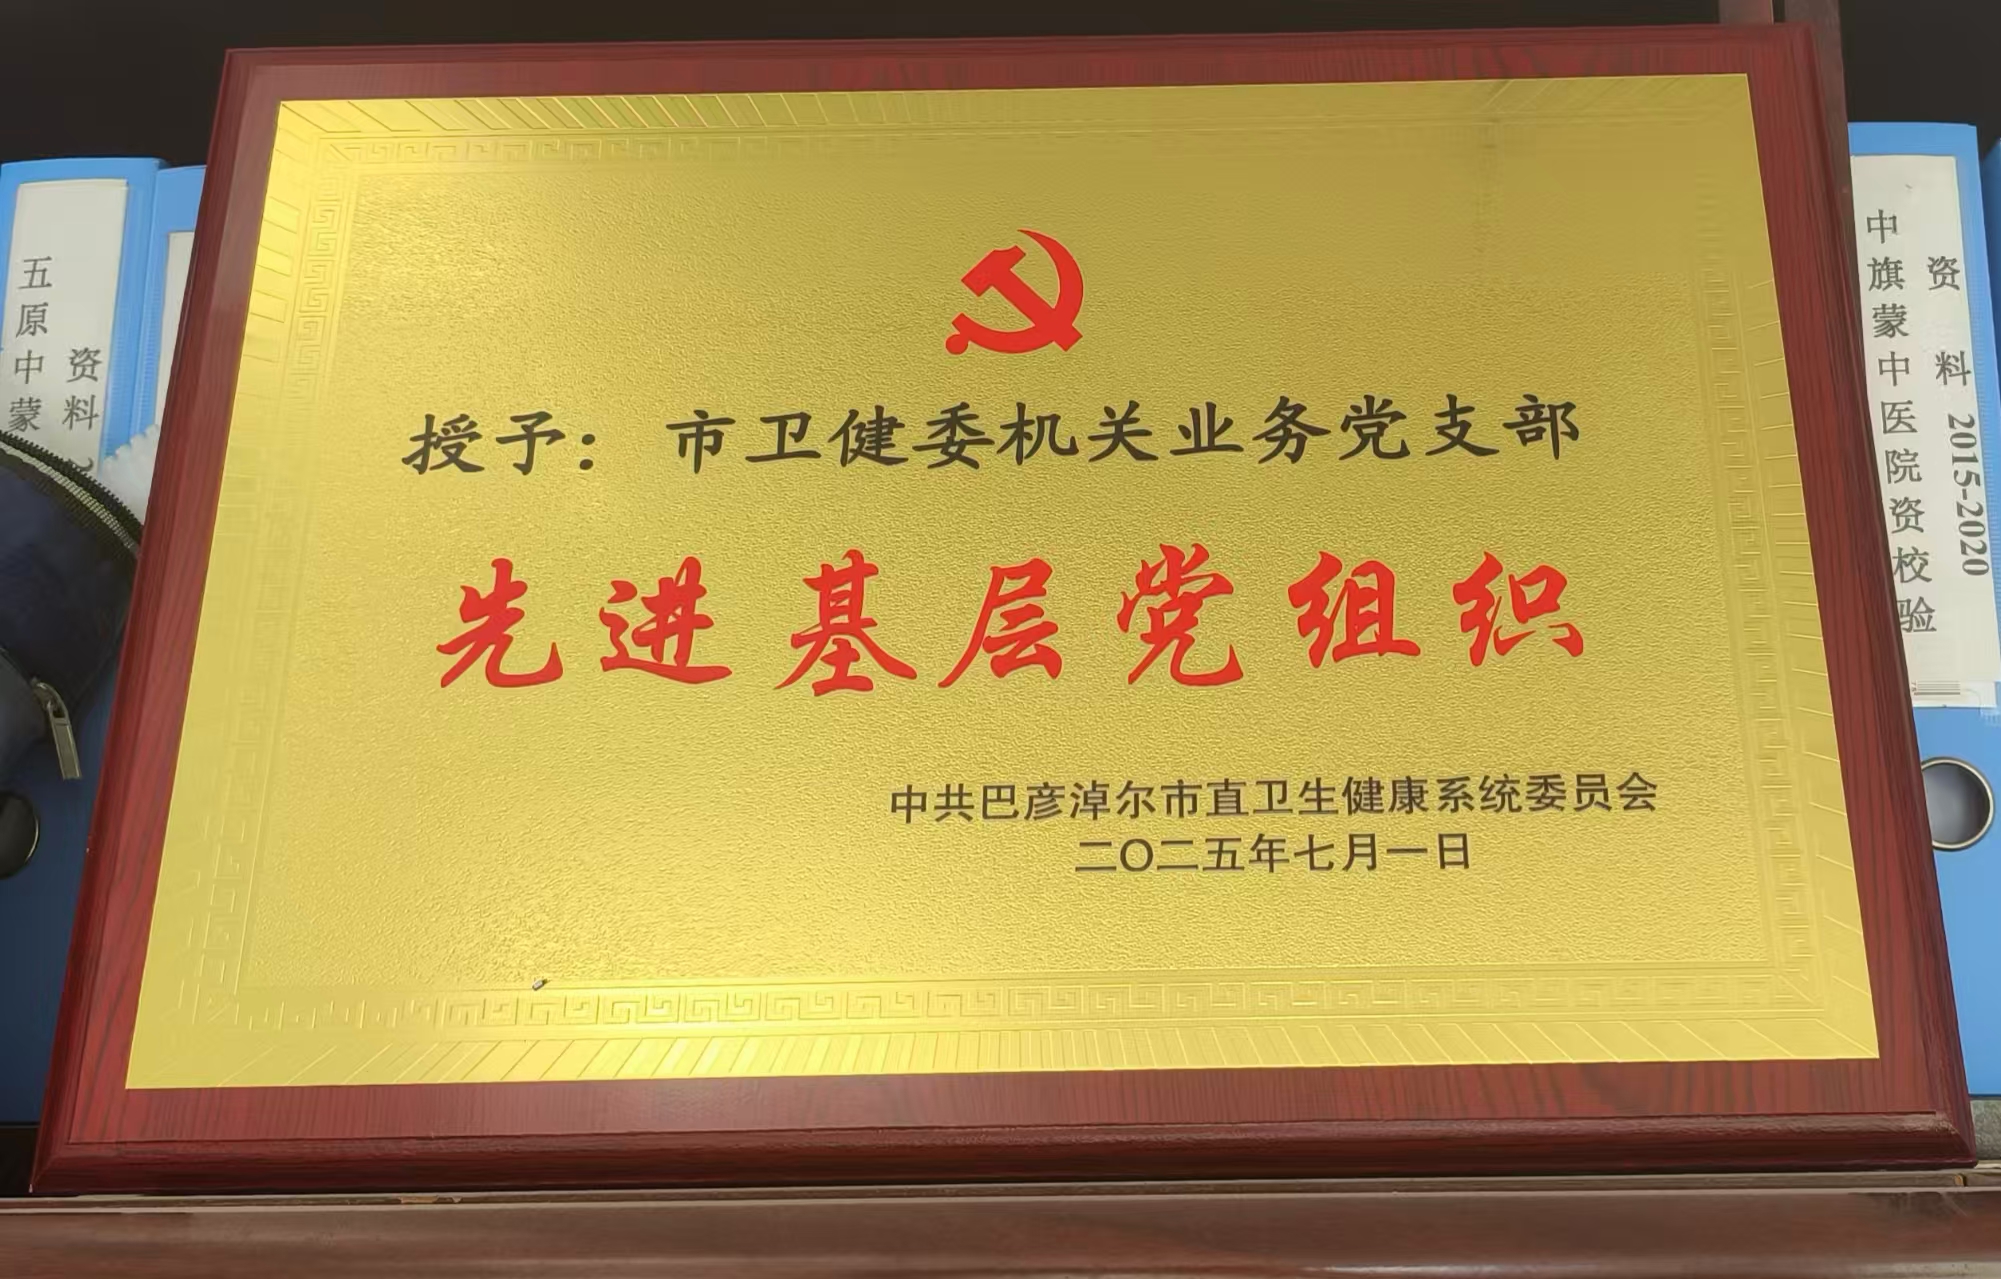 授予：市卫健委机关业务党支部
先进基层党组织
中共巴彦淖尔市直卫生健康系统委员会
二〇二五年七月一日
五原中蒙
资料
中旗蒙中医院资校验
资料 2015-2020